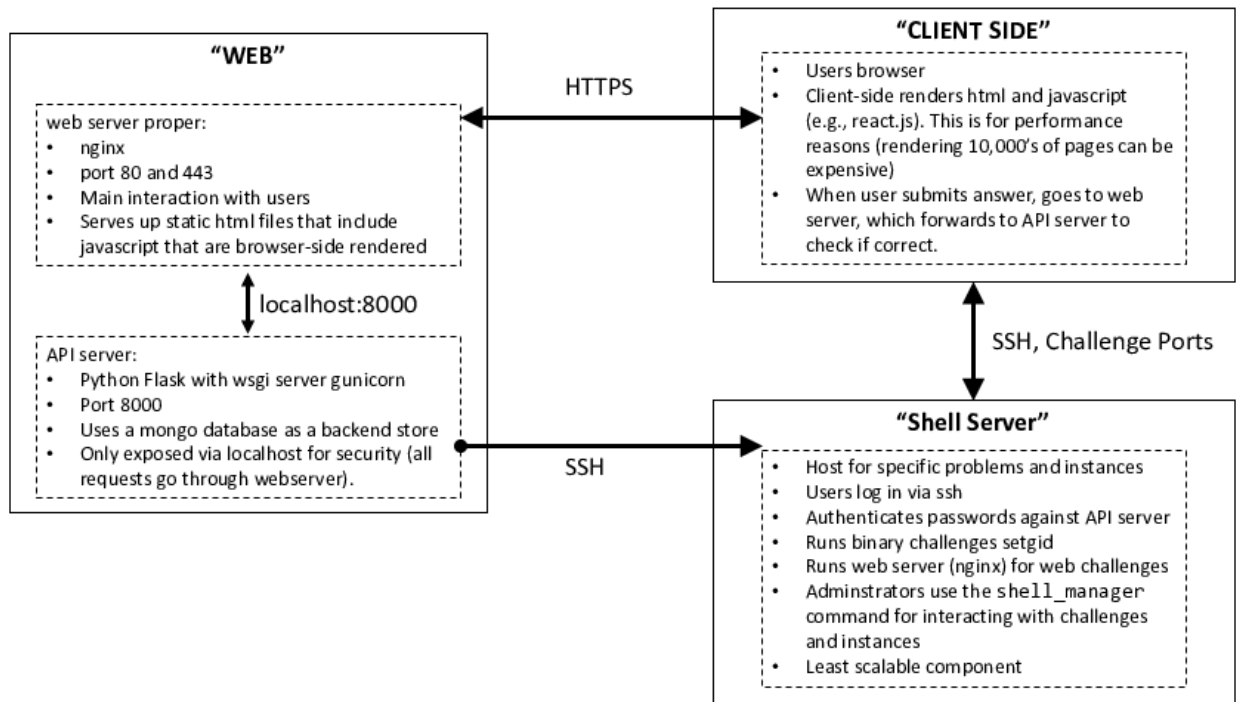 “WEB”
web server proper:
• nginx
• port 80 and 443
• Main interaction with users
• Serves up static html files that include
javascript that are browser-side rendered
localhost:8000
API server:
• Python Flask with wsgi server gunicorn
• Port 8000
• Uses a mongo database as a backend store
• Only exposed via localhost for security (all
requests go through webserver).
HTTPS
SSH
“CLIENT SIDE”
• Users browser
• Client-side renders html and javascript
(e.g., react.js). This is for performance
reasons (rendering 10,000’s of pages can be
expensive)
• When user submits answer, goes to web
server, which forwards to API server to
check if correct.
SSH, Challenge Ports
“Shell Server”
• Host for specific problems and instances
• Users log in via ssh
• Authenticates passwords against API server
• Runs binary challenges setgid
• Runs web server (nginx) for web challenges
• Adminstrators use the shell_manager
command for interacting with challenges
and instances
• Least scalable component